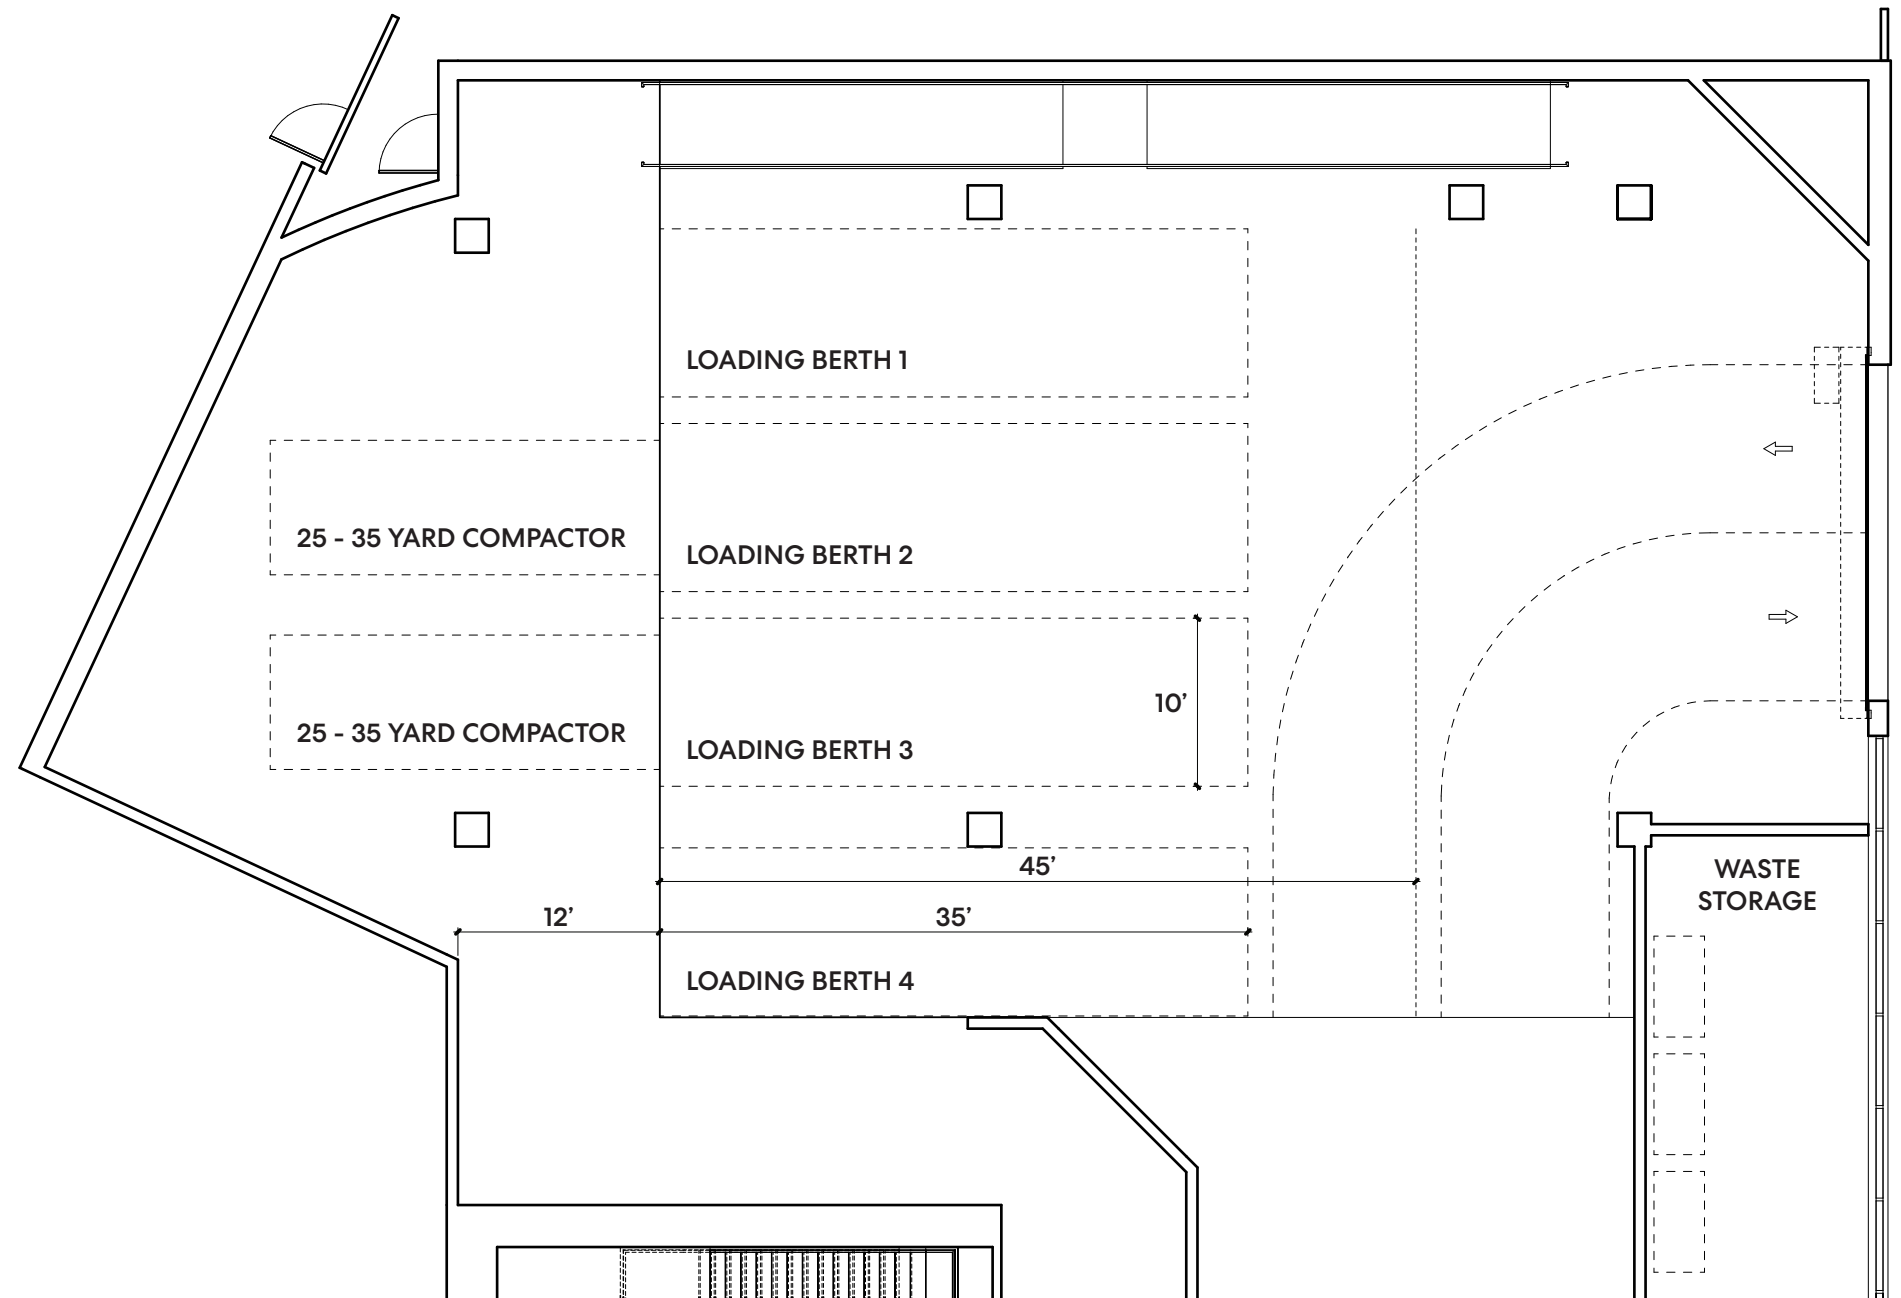 LOADING BERTH 1
25 - 35 YARD COMPACTOR
LOADING BERTH 2
10’
25 - 35 YARD COMPACTOR
LOADING BERTH 3
45’
WASTE
STORAGE
12’
35’
LOADING BERTH 4